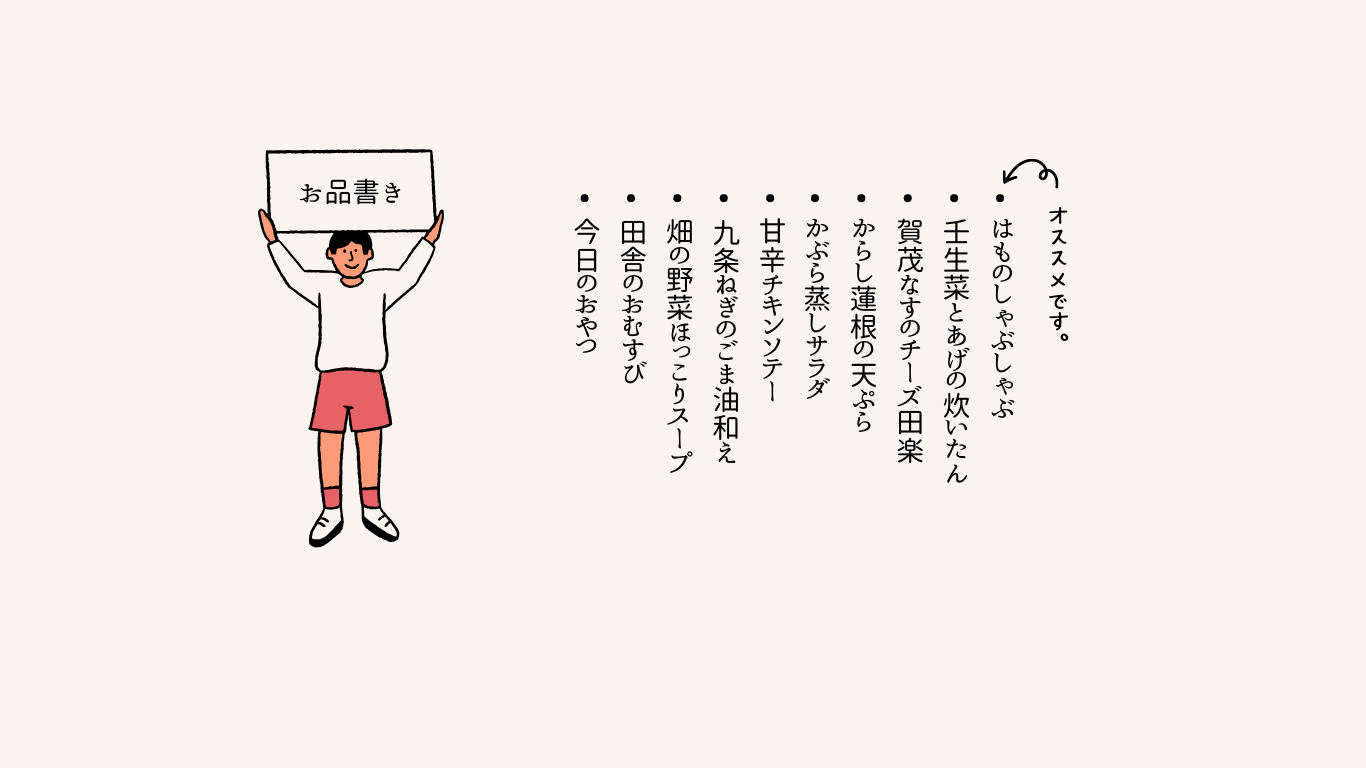 お品書き
オススメです。
・はものしゃぶしゃぶ
・壬生菜とあげの炊いたん
・賀茂なすのチーズ田楽
・からし蓮根の天ぷら
・かぶら蒸しサラダ
・甘辛チキンソテー
・九条ねぎのごま油和え
・畑の野菜ほっこりスープ
・田舎のおむすび
・今日のおやつ